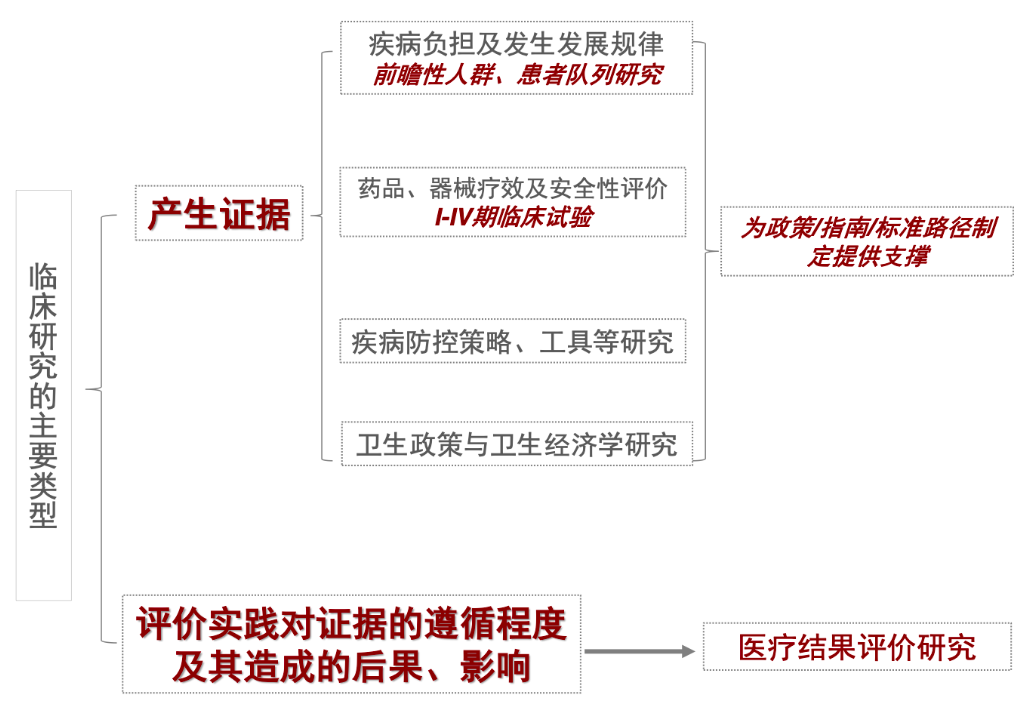 临床研究的主要类型
产生证据
疾病负担及发生发展规律
前瞻性人群、患者队列研究
药品、器械疗效及安全性评价
I-IV期临床试验
疾病防控策略、工具等研究
卫生政策与卫生经济学研究
为政策/指南/标准路径制
定提供支撑
评价实践对证据的遵循程度
及其造成的后果、影响
医疗结果评价研究